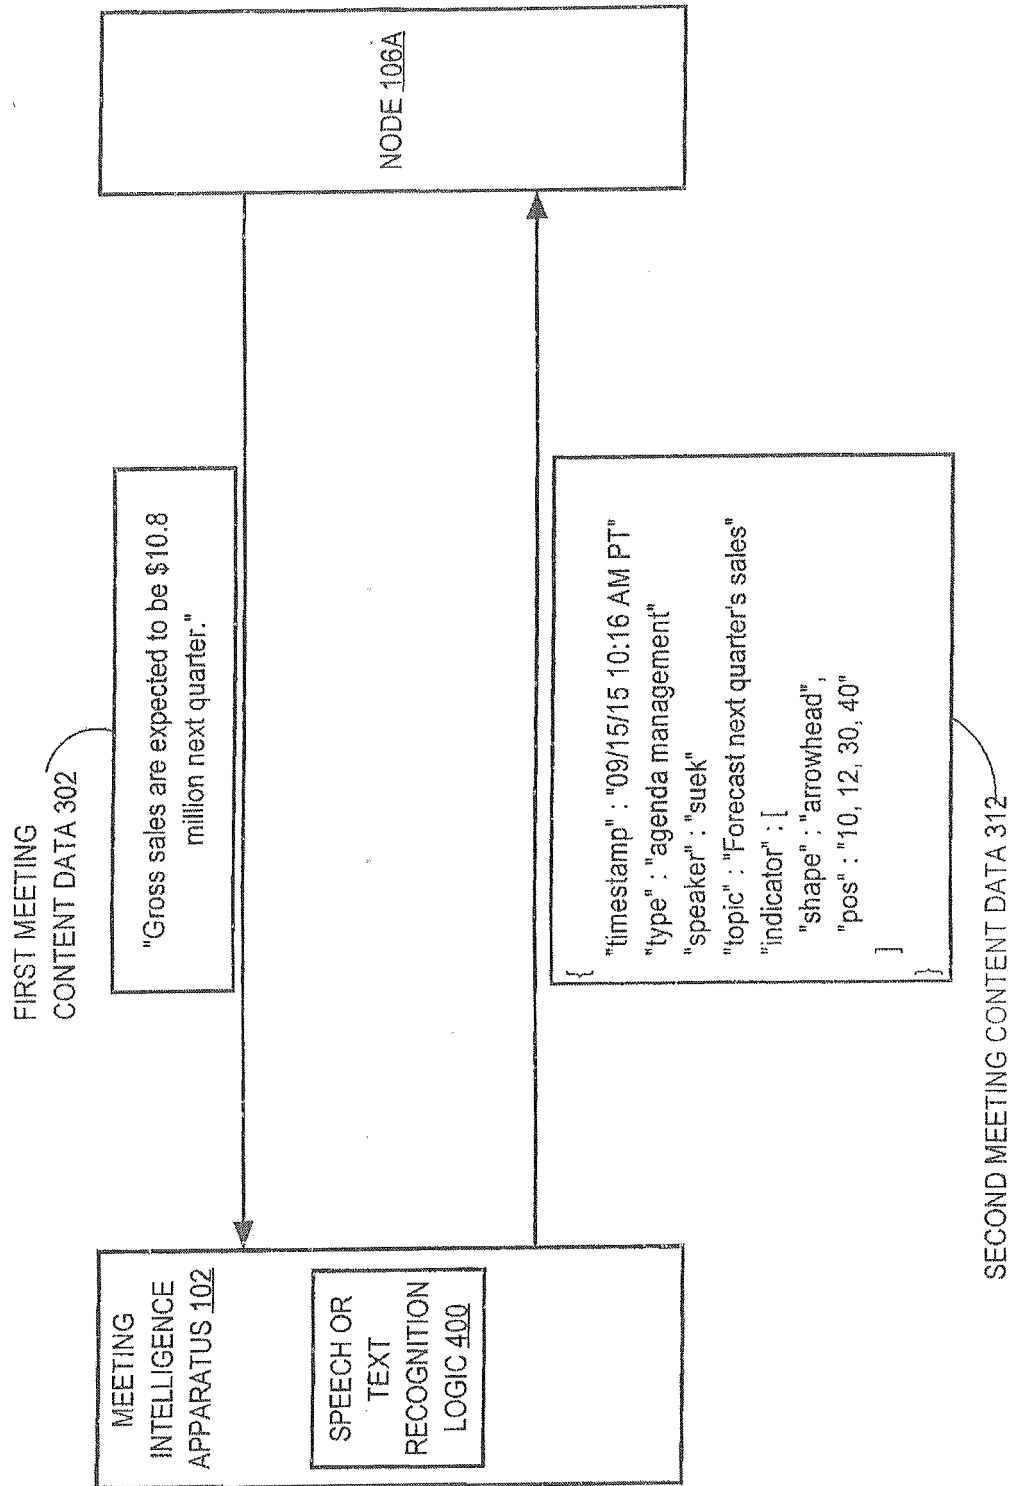 FIRST MEETING
CONTENT DATA 302
MEETING
INTELLIGENCE
APPARATUS 102
SPEECH OR
TEXT
RECOGNITION
LOGIC 400
"Gross sales are expected to be $10.8
million next quarter."
NODE 106A
{
"timestamp" : "09/15/15 10:16 AM PT"
"type" : "agenda management"
"speaker" : "suek"
"topic" : "Forecast next quarter's sales"
"indicator" : [
"shape" : "arrowhead",
"pos" : "10, 12, 30, 40"
]
}
SECOND MEETING CONTENT DATA 312